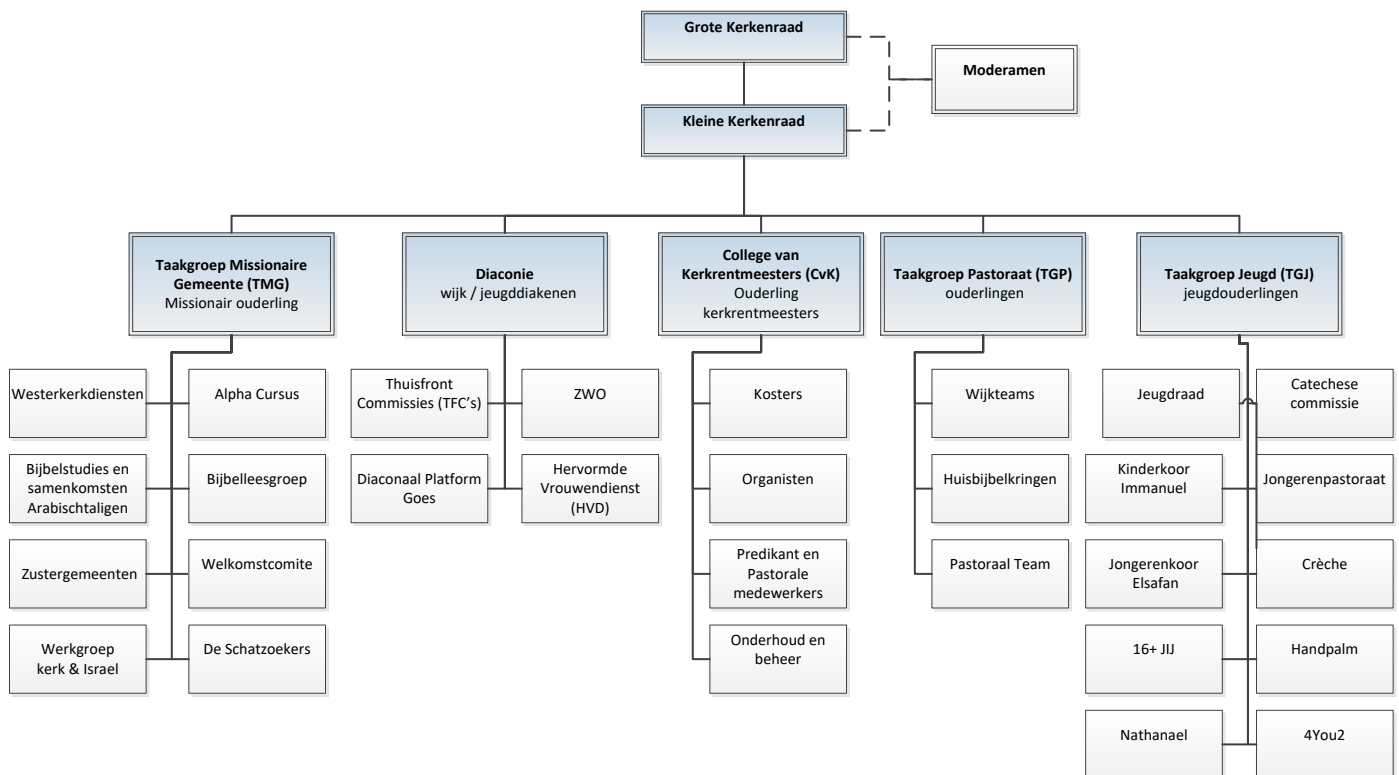 Grote Kerkenraad
Moderamen
Kleine Kerkenraad
Taakgroep Missionaire
Gemeente (TMG)
Missionair ouderling
Diaconie
wijk / jeugddiakenen
College van
Kerkrentmeesters (CvK)
Ouderling
kerkrentmeesters
Taakgroep Pastoraat (TGP)
ouderlingen
Taakgroep Jeugd (TGJ)
jeugdouderlingen
Westerkerkdiensten
Alpha Cursus
Bijbelstudies en
samenkomsten
Arabischtaligen
Bijbelleesgroep
Zustergemeenten
Welkomstcomite
Werkgroep
kerk & Israel
De Schatzoekers
Thuisfront
Commissies (TFC's)
ZWO
Diaconaal Platform
Goes
Hervormde
Vrouwendienst
(HVD)
Kosters
Organisten
Predikant en
Pastorale
medewerkers
Onderhoud en
beheer
Wijkteams
Huisbijbelkringen
Pastoraal Team
Jeugdraad
Catechese
commissie
Kinderkoor
Immanuel
Jongerenpastoraat
Jongerenkoor
Elsafan
Crèche
16+ JIJ
Handpalm
Nathanael
4You2